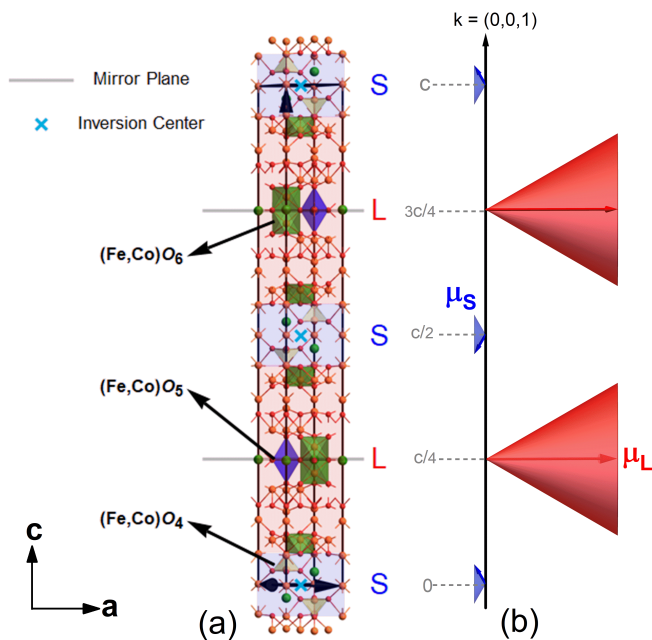 k = (0,0,1)
Mirror Plane
Inversion Center
S
C
L
3C/4
(Fe,Co)O6
μS
S
C/2
(Fe,Co)O5
L
C/4
μL
(Fe,Co)O4
c
S
0
a
(a)
(b)